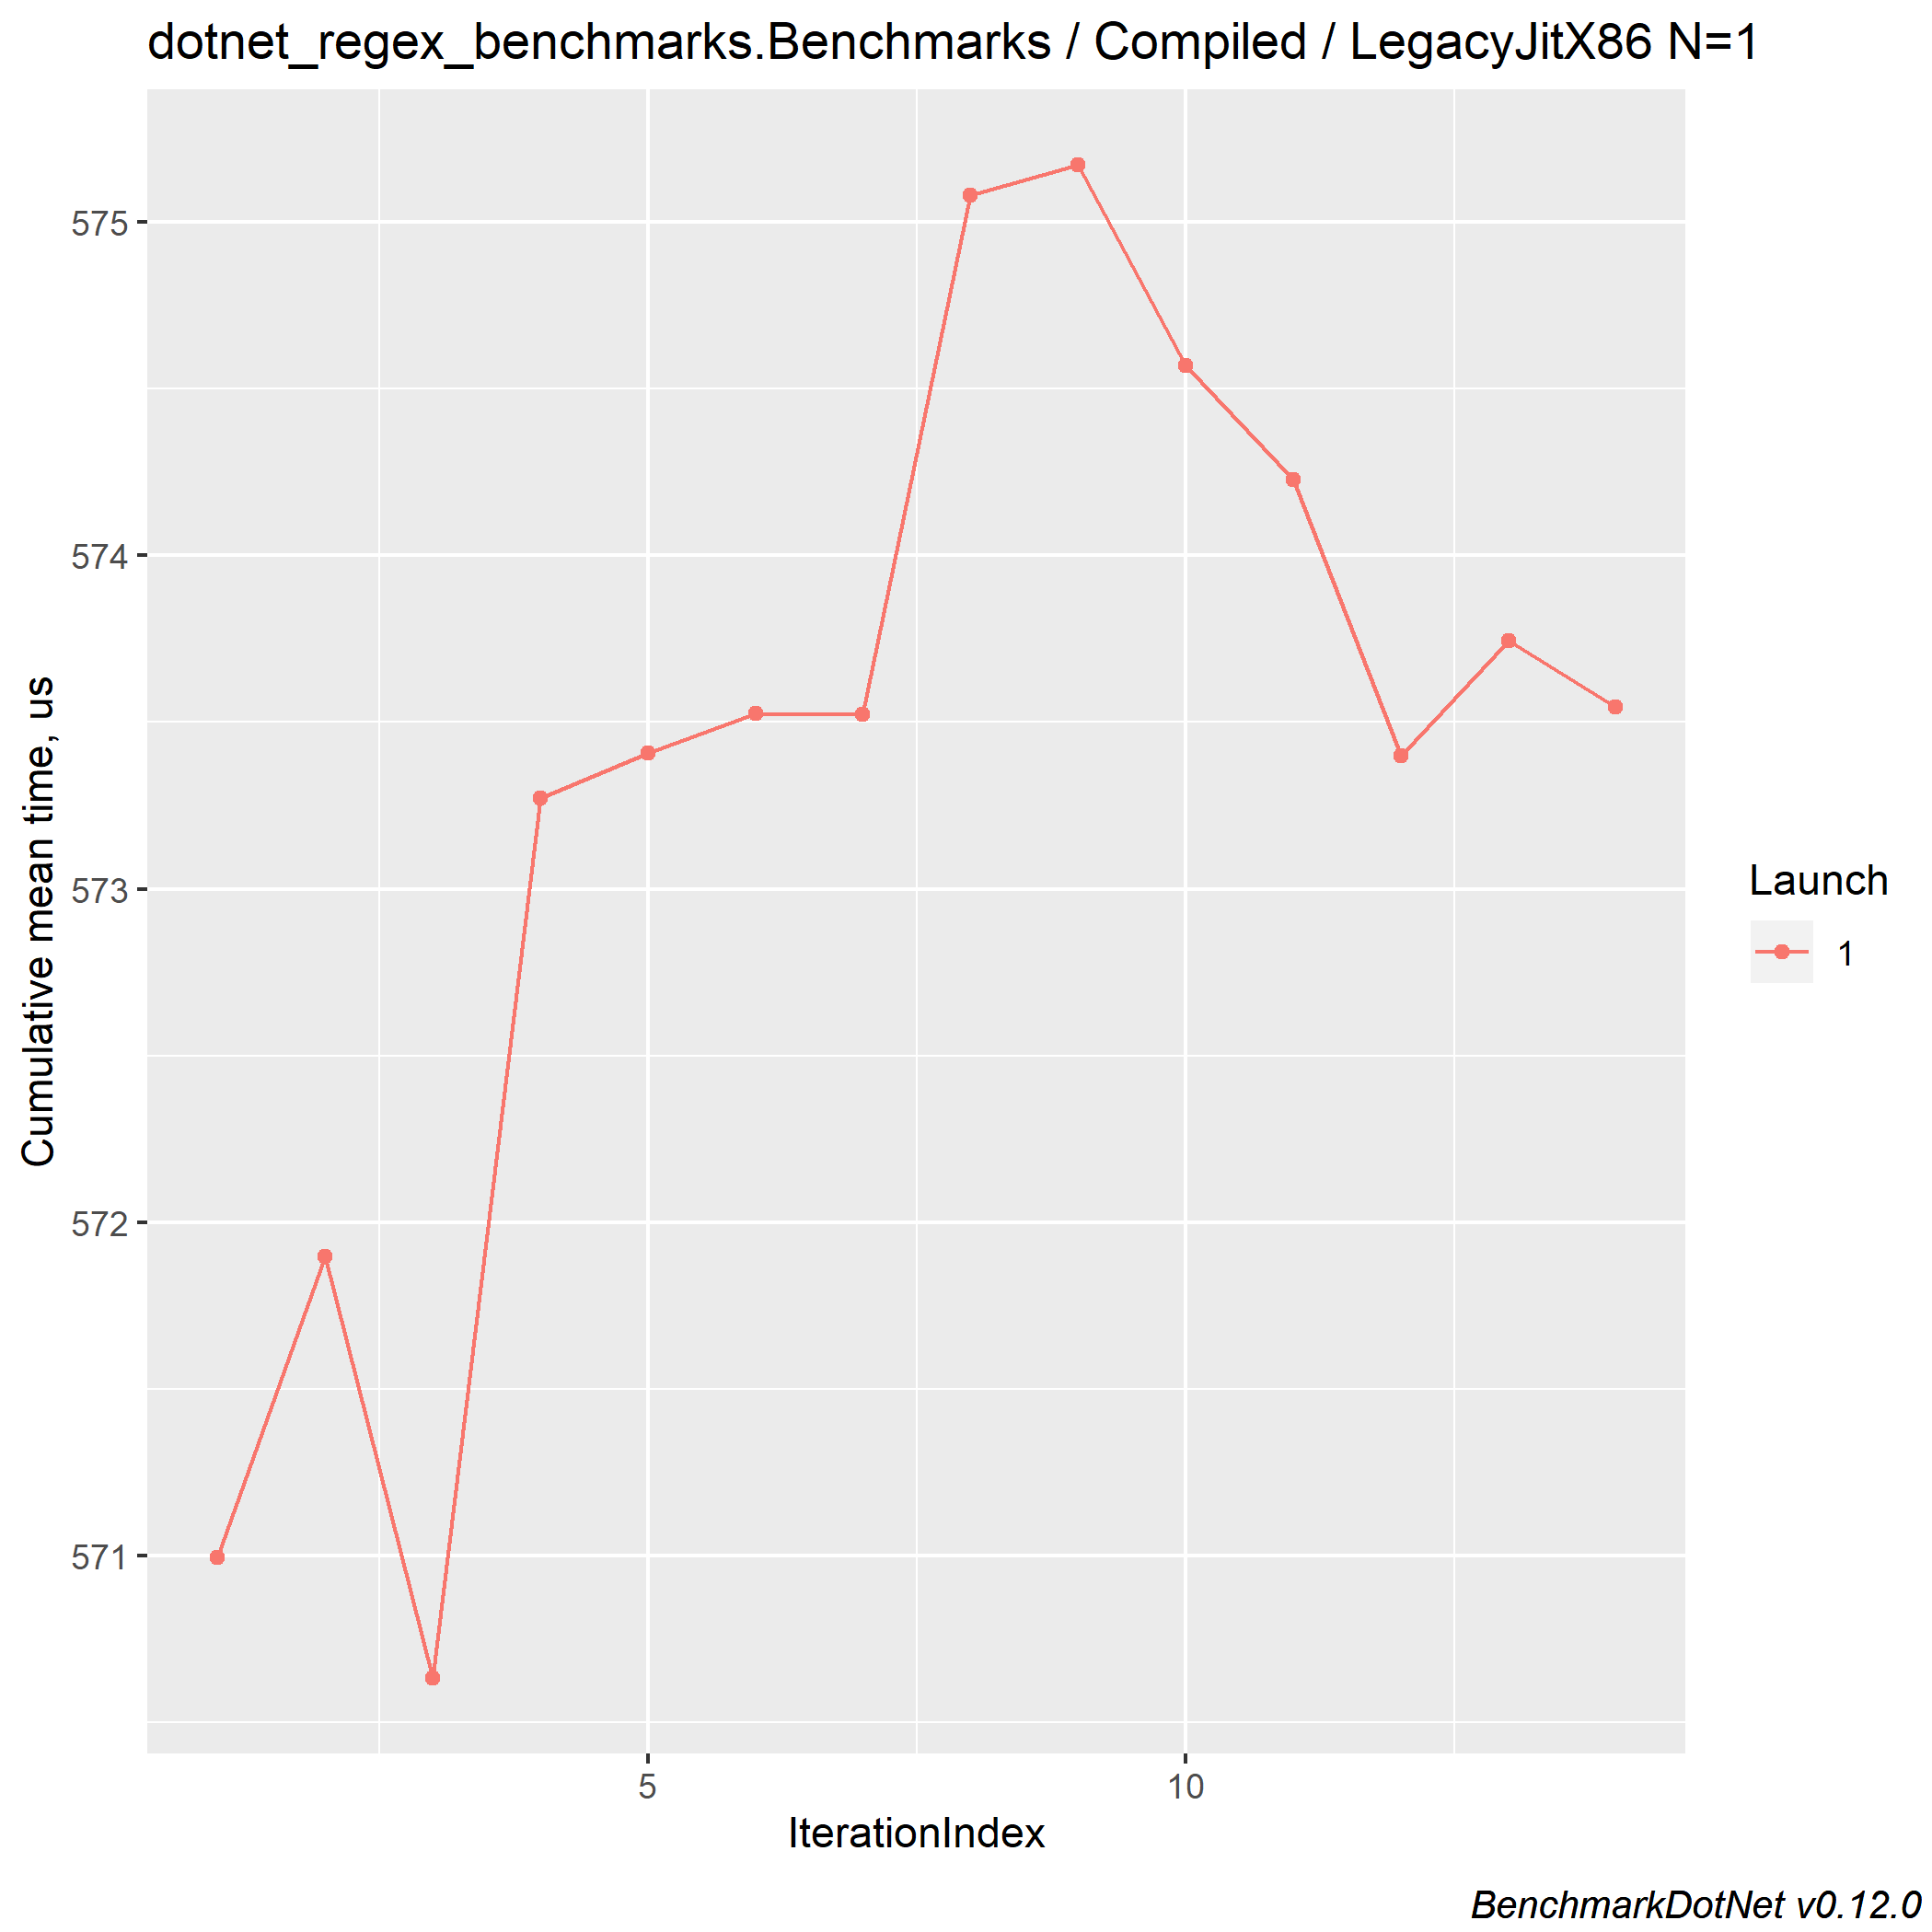 dotnet_regex_benchmarks.Benchmarks / Compiled / LegacyJitX86 N=1
Cumulative mean time, us
575
574
573
572
571
5
10
IterationIndex
Launch
1
BenchmarkDotNet v0.12.0